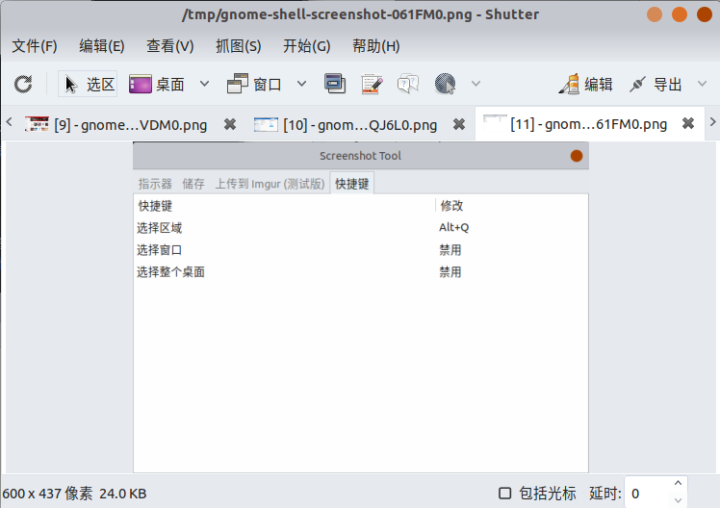 /tmp/gnome-shell-screenshot-061FM0.png - Shutter
文件(F) 编辑(E) 查看(V) 抓图(S) 开始(G) 帮助(H)
选区 桌面 窗口 编辑 导出
[9] - gnome...VDM0.png [10] - gnom...QJ6L0.png [11] - gnom...61FM0.png
Screenshot Tool
指示器 储存 上传到 Imgur (测试版) 快捷键
快捷键 修改
选择区域 Alt+Q
选择窗口 禁用
选择整个桌面 禁用
600 x 437 像素 24.0 KB 包括光标 延时: 0